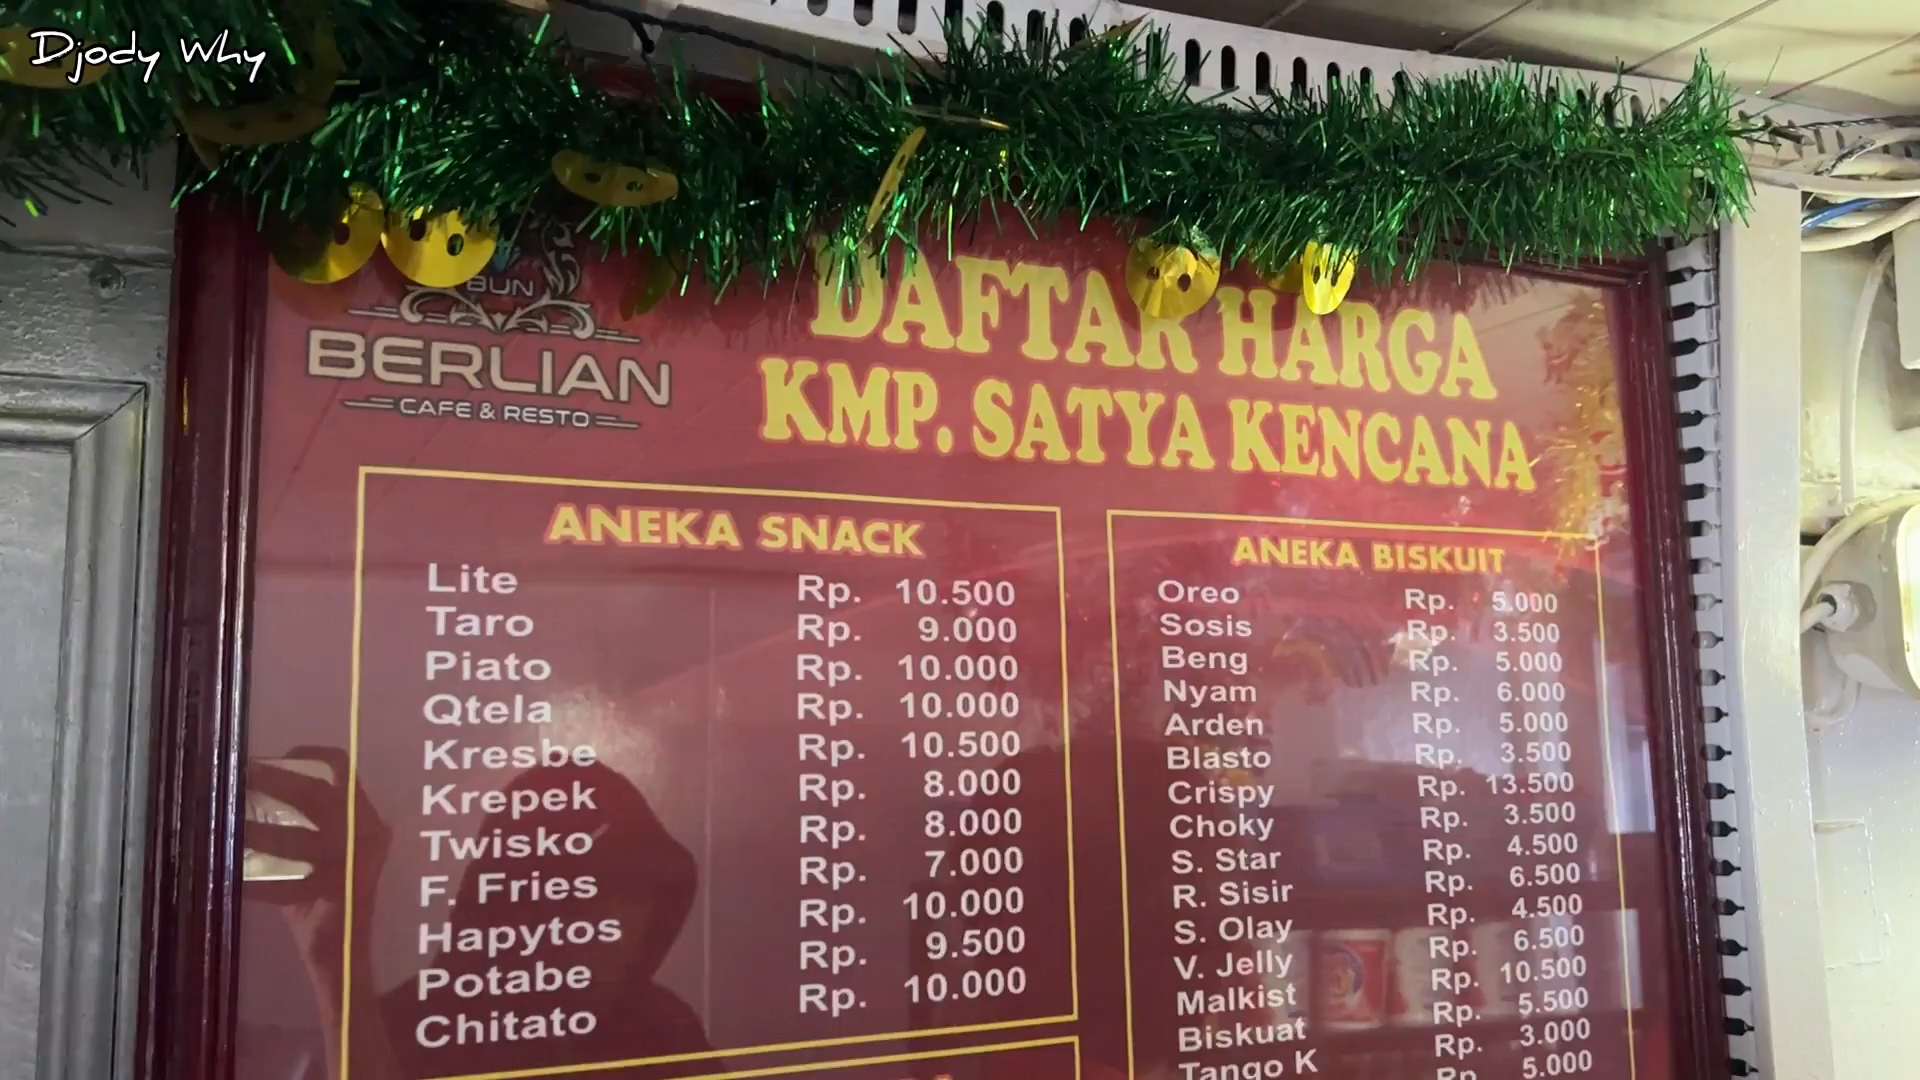 Djody Why
BUN
BERLIAN
CAFE & RESTO
DAFTAR HARGA
KMP. SATYA KENCANA
ANEKA SNACK
Lite Rp. 10.500
Taro Rp. 9.000
Piato Rp. 10.000
Qtela Rp. 10.000
Kresbe Rp. 10.500
Krepek Rp. 8.000
Twisko Rp. 8.000
F. Fries Rp. 7.000
Hapytos Rp. 10.000
Potabe Rp. 9.500
Chitato Rp. 10.000
ANEKA BISKUIT
Oreo Rp. 5.000
Sosis Rp. 3.500
Beng Rp. 5.000
Nyam Rp. 6.000
Arden Rp. 5.000
Blasto Rp. 3.500
Crispy Rp. 13.500
Choky Rp. 3.500
S. Star Rp. 4.500
R. Sisir Rp. 6.500
S. Olay Rp. 4.500
V. Jelly Rp. 6.500
Malkist Rp. 10.500
Biskuat Rp. 5.500
Tango K Rp. 3.000
Rp. 5.000